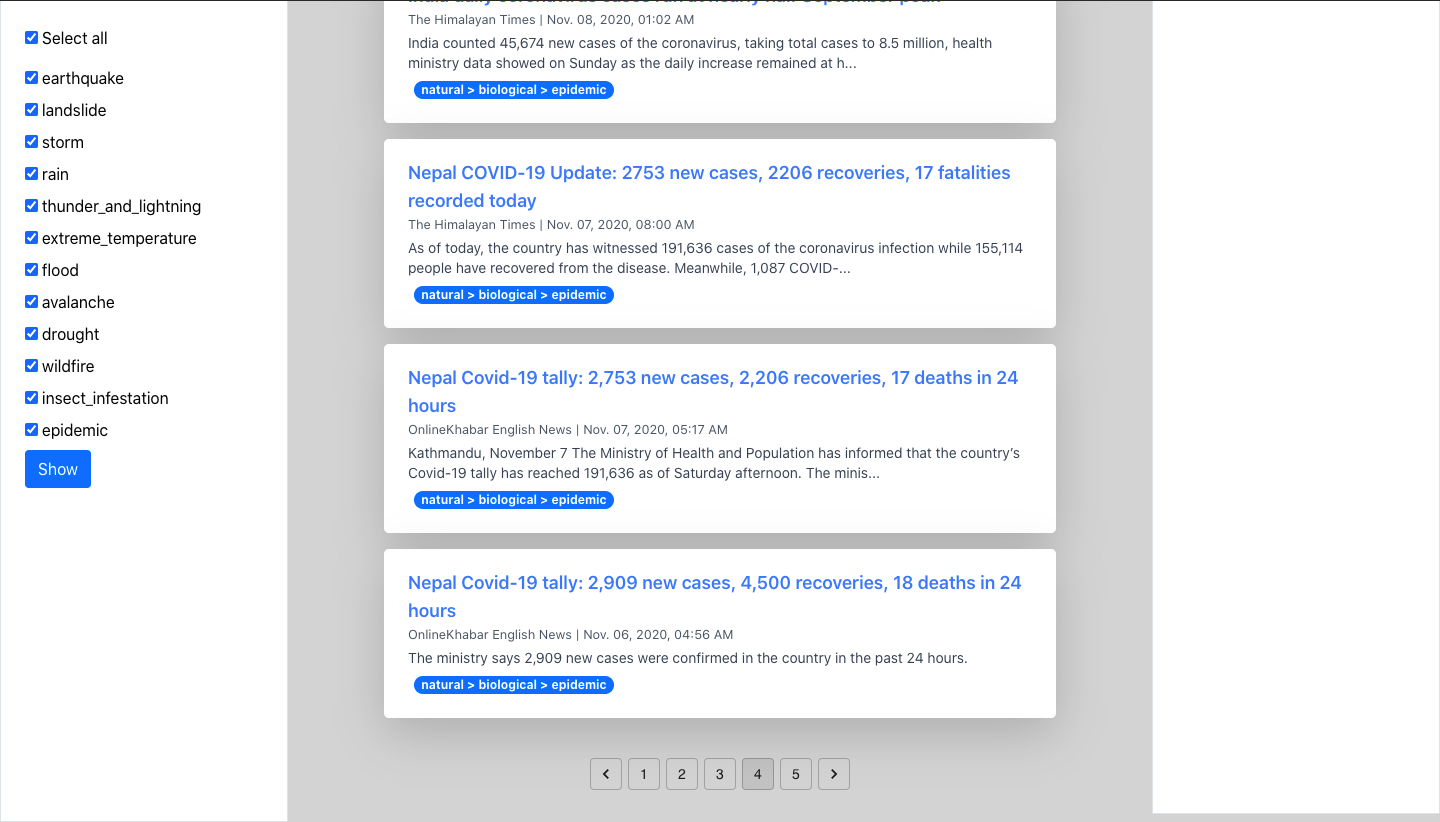 Select all
earthquake
landslide
storm
rain
thunder_and_lightning
extreme_temperature
flood
avalanche
drought
wildfire
insect_infestation
epidemic
Show
India daily coronavirus cases run at nearly half September peak
The Himalayan Times | Nov. 08, 2020, 01:02 AM
India counted 45,674 new cases of the coronavirus, taking total cases to 8.5 million, health
ministry data showed on Sunday as the daily increase remained at h...
natural > biological > epidemic
Nepal COVID-19 Update: 2753 new cases, 2206 recoveries, 17 fatalities
recorded today
The Himalayan Times | Nov. 07, 2020, 08:00 AM
As of today, the country has witnessed 191,636 cases of the coronavirus infection while 155,114
people have recovered from the disease. Meanwhile, 1,087 COVID-...
natural > biological > epidemic
Nepal Covid-19 tally: 2,753 new cases, 2,206 recoveries, 17 deaths in 24
hours
OnlineKhabar English News | Nov. 07, 2020, 05:17 AM
Kathmandu, November 7 The Ministry of Health and Population has informed that the country’s
Covid-19 tally has reached 191,636 as of Saturday afternoon. The minis...
natural > biological > epidemic
Nepal Covid-19 tally: 2,909 new cases, 4,500 recoveries, 18 deaths in 24
hours
OnlineKhabar English News | Nov. 06, 2020, 04:56 AM
The ministry says 2,909 new cases were confirmed in the country in the past 24 hours.
natural > biological > epidemic
1 2 3 4 5